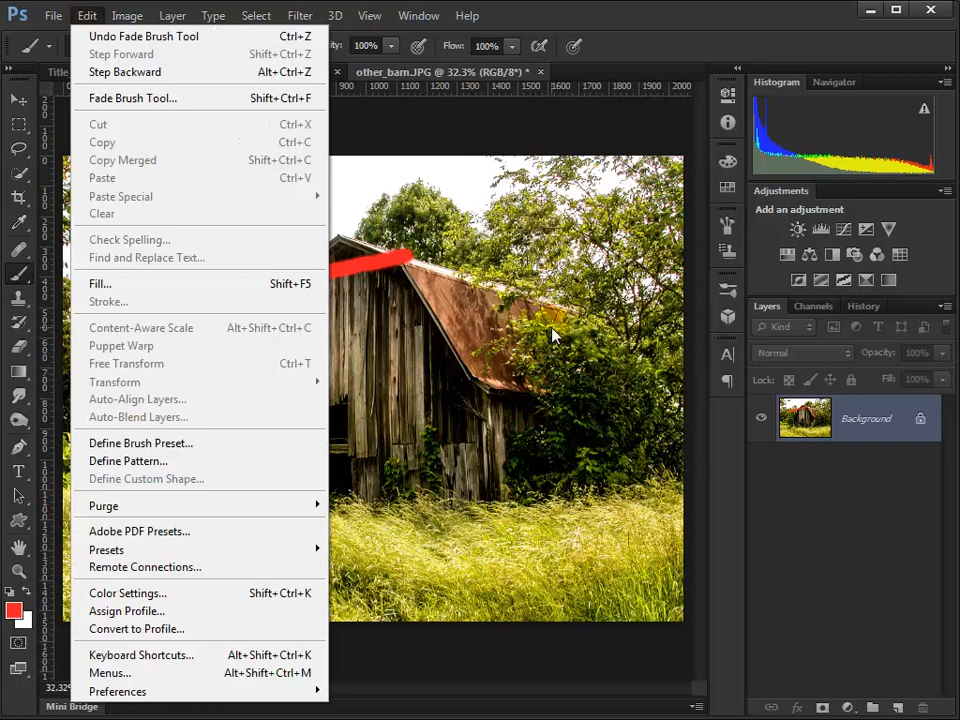 Ps File Edit Image Layer Type Select Filter 3D View Window Help
100% Flow: 100%
Title other_barn.JPG @ 32.3% (RGB/8*) *
900 1000 1100 1200 1300 1400 1500 1600 1700 1800 1900 2000
Undo Fade Brush Tool Ctrl+Z
Step Forward Shift+Ctrl+Z
Step Backward Alt+Ctrl+Z
Fade Brush Tool... Shift+Ctrl+F
Cut Ctrl+X
Copy Ctrl+C
Copy Merged Shift+Ctrl+C
Paste Ctrl+V
Paste Special
Clear
Check Spelling...
Find and Replace Text...
Fill... Shift+F5
Stroke...
Content-Aware Scale Alt+Shift+Ctrl+C
Puppet Warp
Free Transform Ctrl+T
Transform
Auto-Align Layers...
Auto-Blend Layers...
Define Brush Preset...
Define Pattern...
Define Custom Shape...
Purge
Adobe PDF Presets...
Presets
Remote Connections...
Color Settings... Shift+Ctrl+K
Assign Profile...
Convert to Profile...
Keyboard Shortcuts... Alt+Shift+Ctrl+K
Menus... Alt+Shift+Ctrl+M
Preferences
Mini Bridge
Histogram Navigator
Adjustments
Add an adjustment
Layers Channels History
Kind
Normal Opacity: 100%
Lock: Fill: 100%
Background